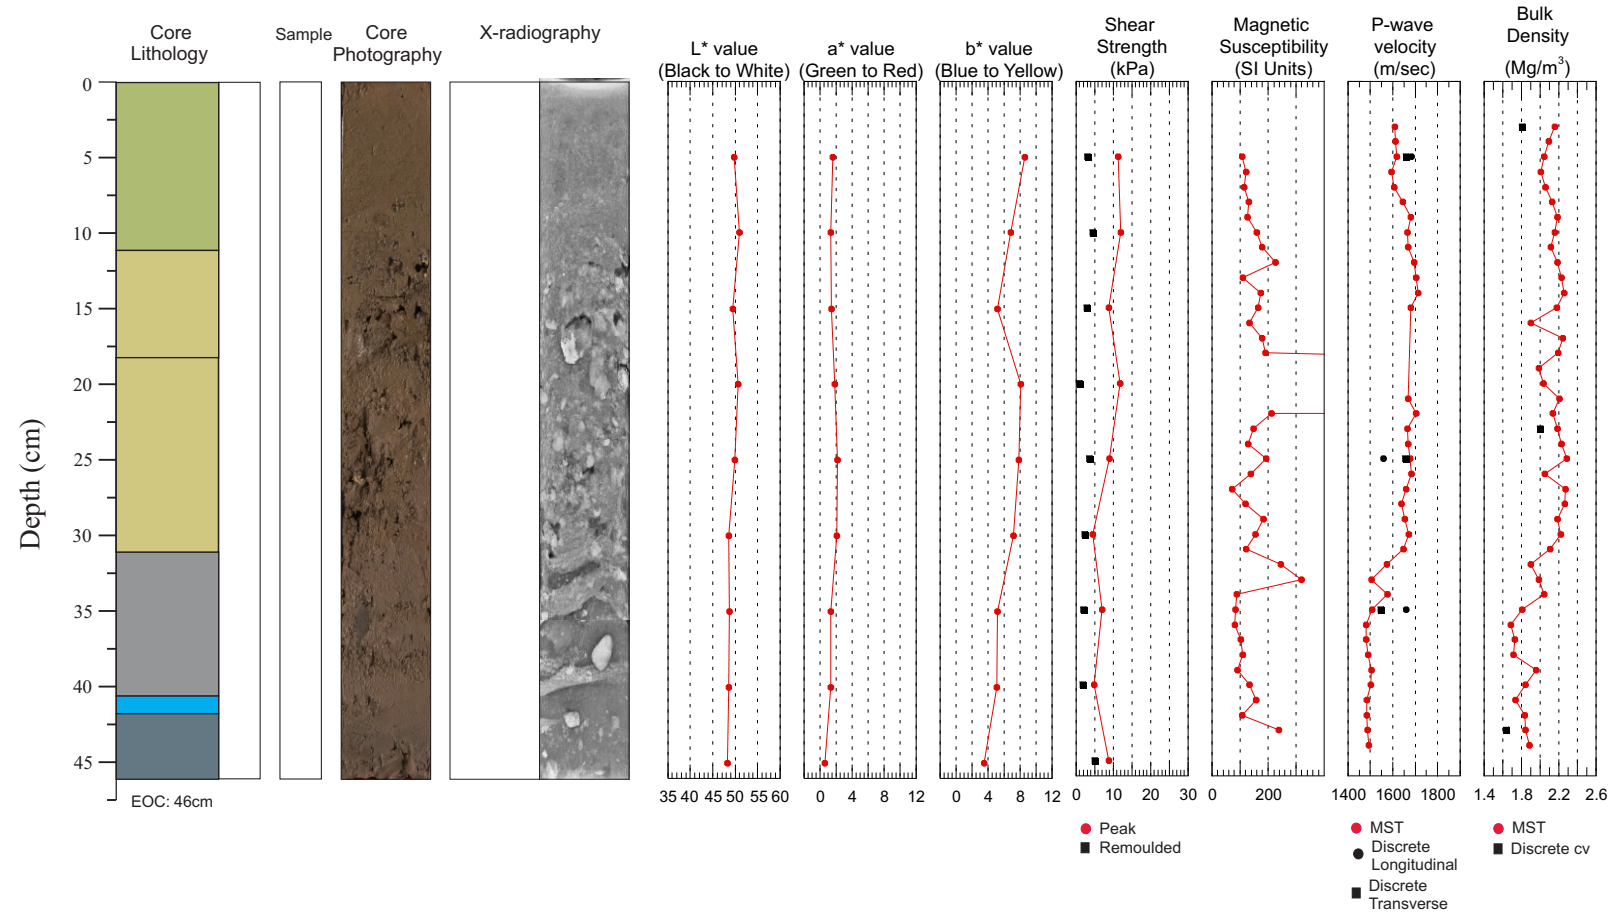 Core
Lithology
Sample
Core
Photography
X-radiography
L* value
(Black to White)
a* value
(Green to Red)
b* value
(Blue to Yellow)
Shear
Strength
(kPa)
Magnetic
Susceptibility
(SI Units)
P-wave
velocity
(m/sec)
Bulk
Density
(Mg/m³)
Depth (cm)
0
5
10
15
20
25
30
35
40
45
EOC: 46cm
35 40 45 50 55 60
0 4 8 12
0 4 8 12
0 10 20 30
0 200
1400 1600 1800
1.4 1.8 2.2 2.6
Peak
Remoulded
MST
Discrete
Longitudinal
Discrete
Transverse
MST
Discrete cv